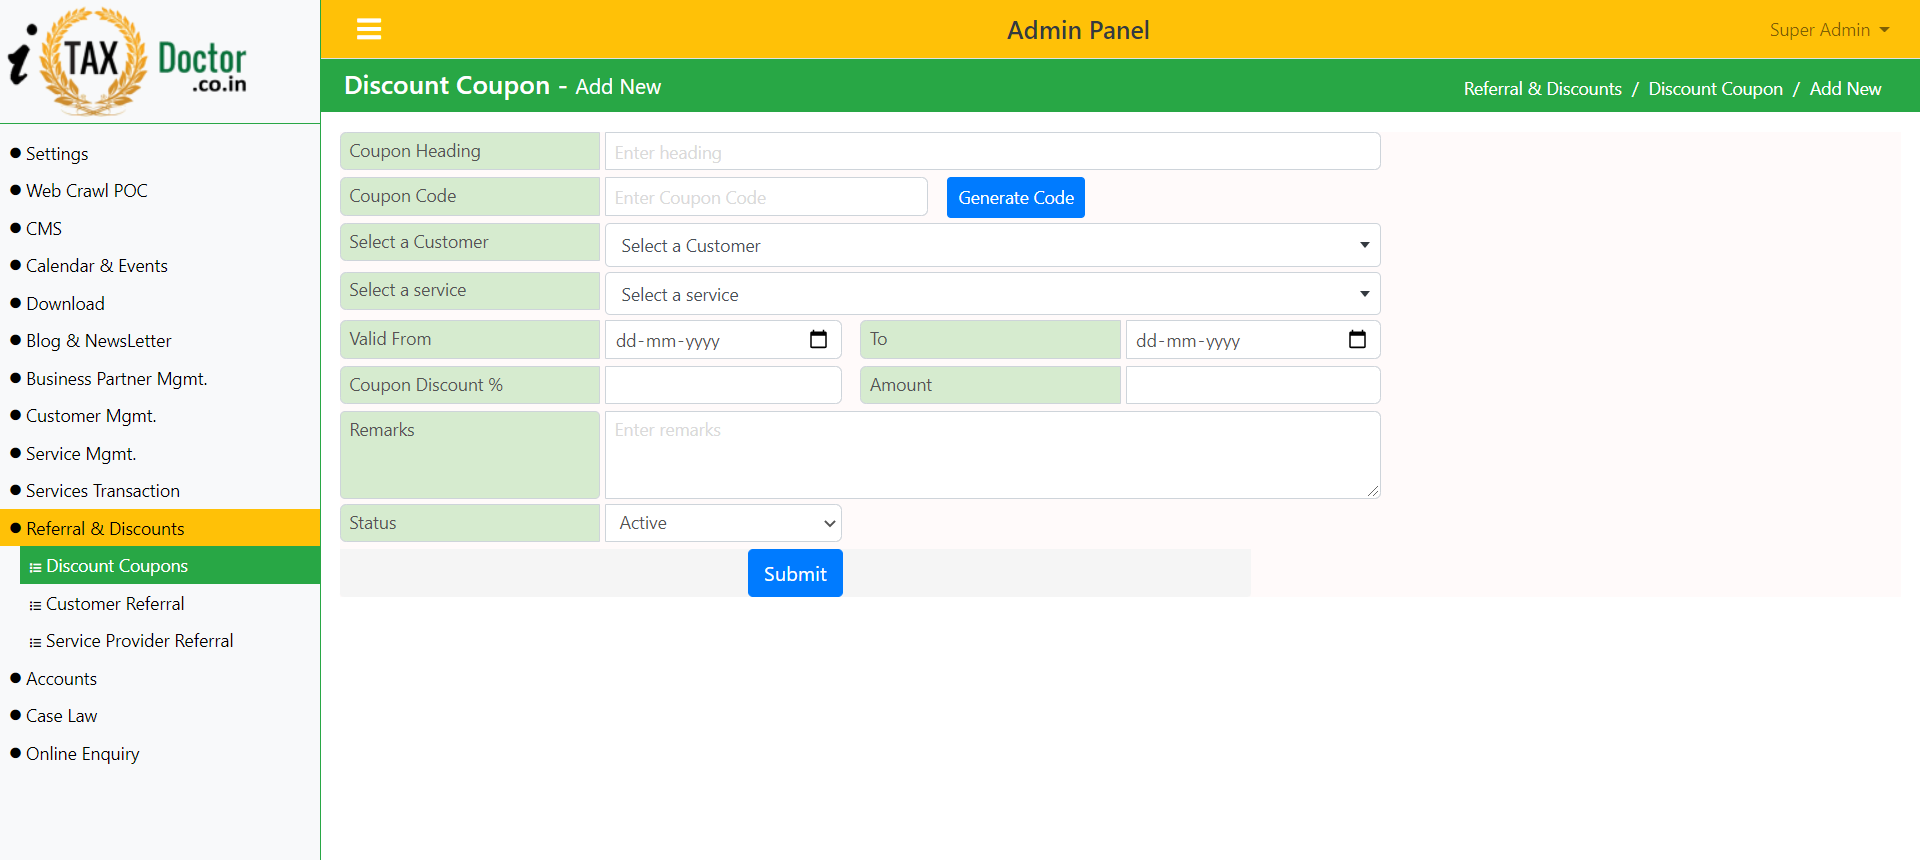 i TAX Doctor
.co.in
Admin Panel
Super Admin
Discount Coupon - Add New
Referral & Discounts / Discount Coupon / Add New
Settings
Web Crawl POC
CMS
Calendar & Events
Download
Blog & NewsLetter
Business Partner Mgmt.
Customer Mgmt.
Service Mgmt.
Services Transaction
Referral & Discounts
Discount Coupons
Customer Referral
Service Provider Referral
Accounts
Case Law
Online Enquiry
Coupon Heading
Enter heading
Coupon Code
Enter Coupon Code
Generate Code
Select a Customer
Select a Customer
Select a service
Select a service
Valid From
dd-mm-yyyy
To
dd-mm-yyyy
Coupon Discount %
Amount
Remarks
Enter remarks
Status
Active
Submit